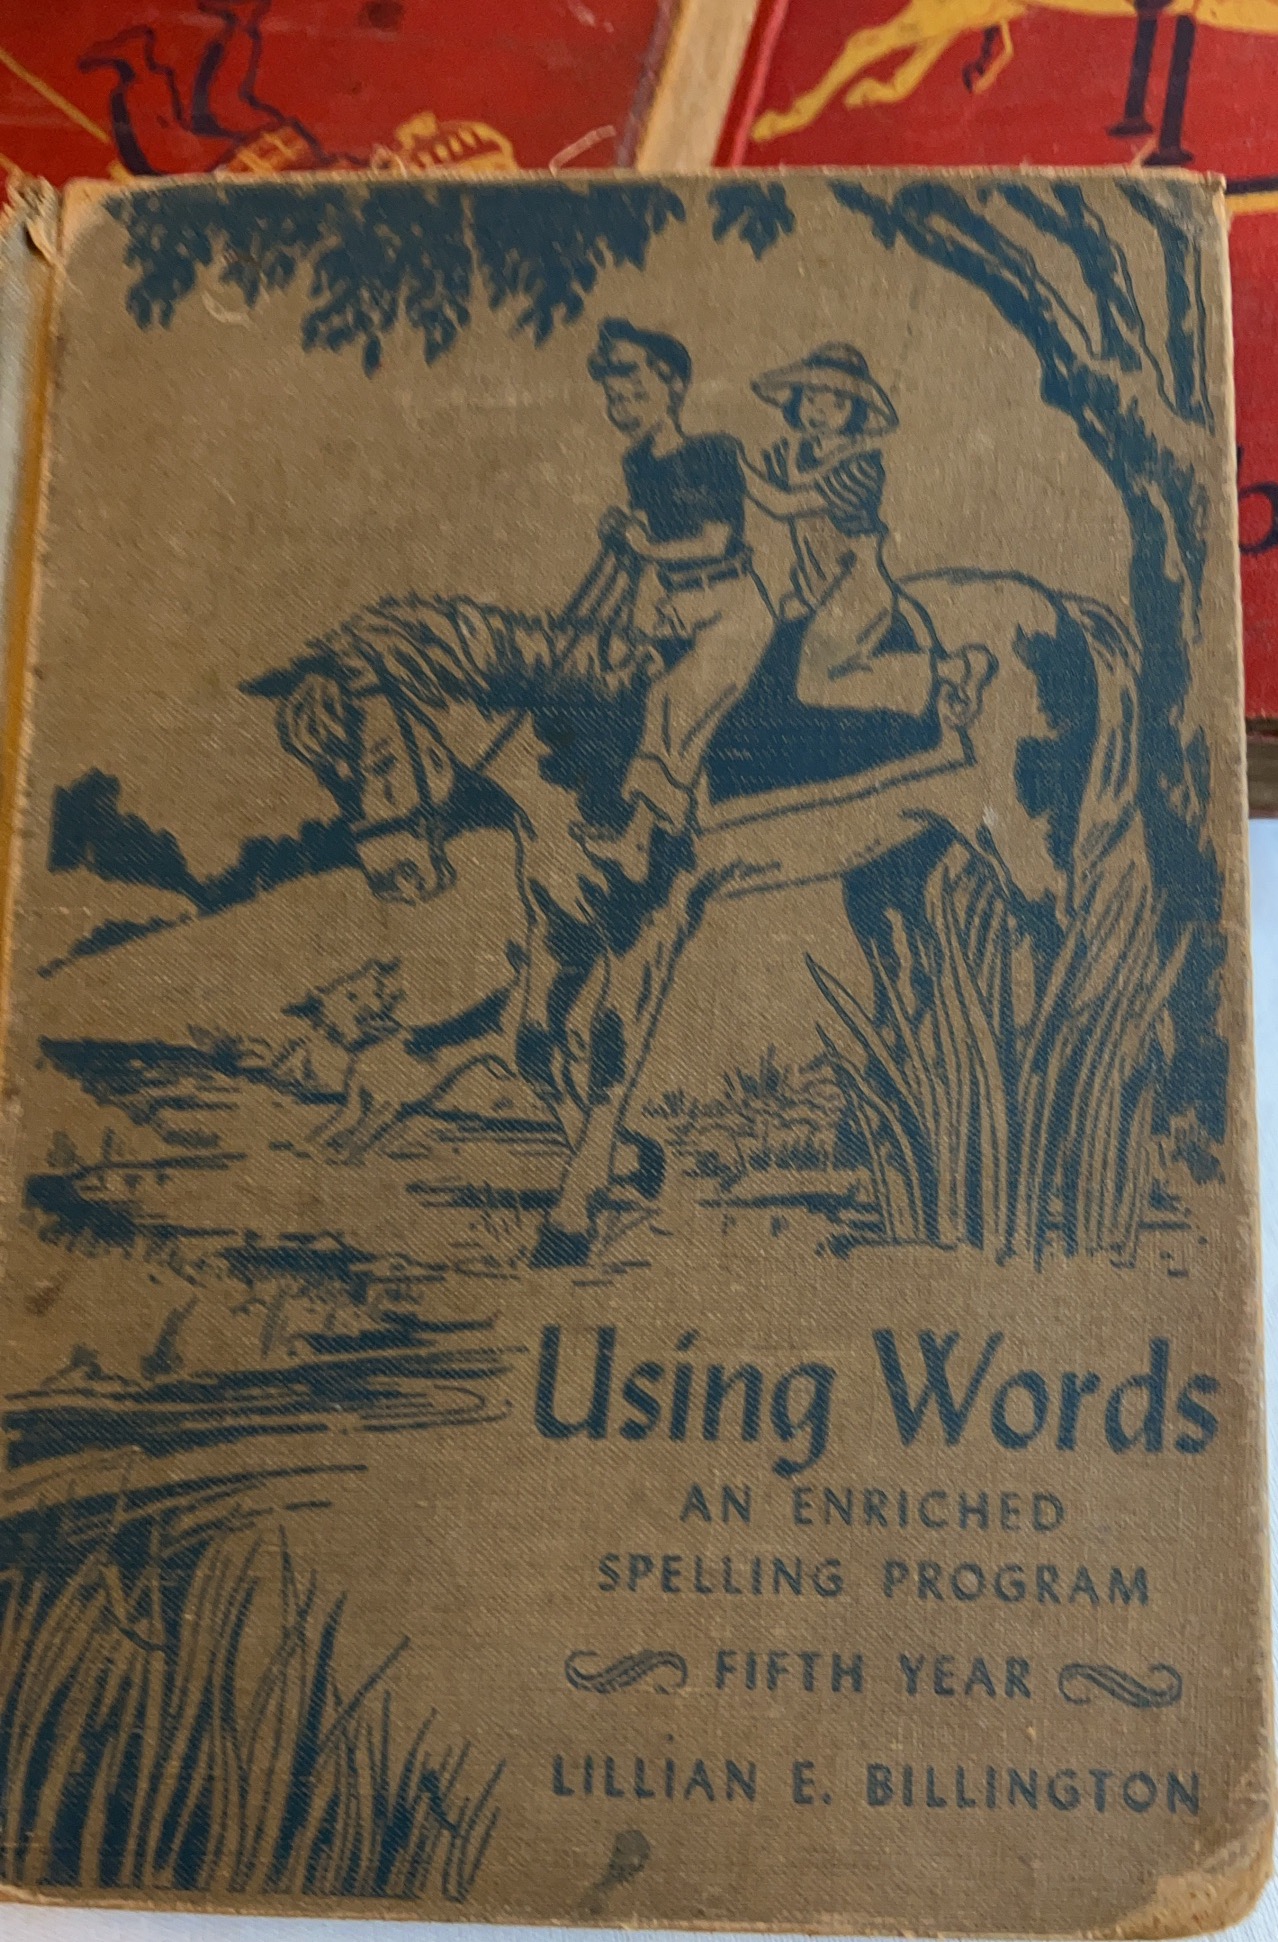 Using Words
AN ENRICHED
SPELLING PROGRAM
FIFTH YEAR
LILLIAN E. BILLINGTON